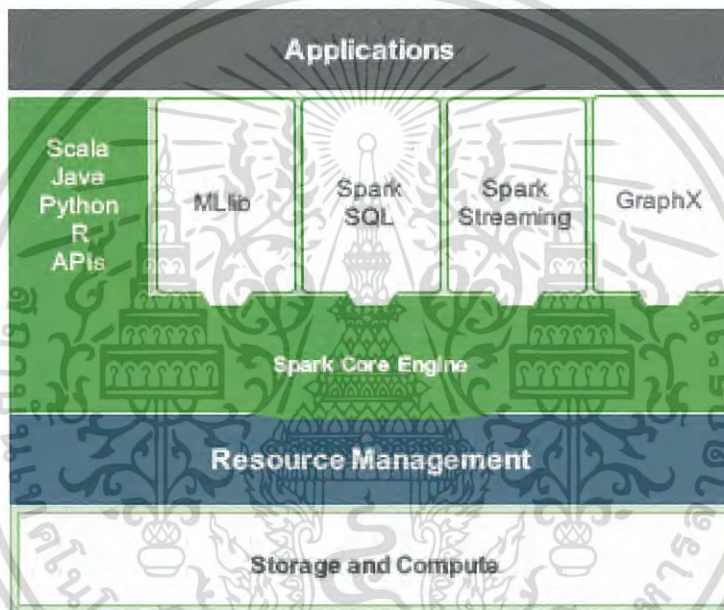 Applications
Scala
Java
Python
R
APIs
MLlib
Spark
SQL
Spark
Streaming
GraphX
Spark Core Engine
Resource Management
Storage and Compute